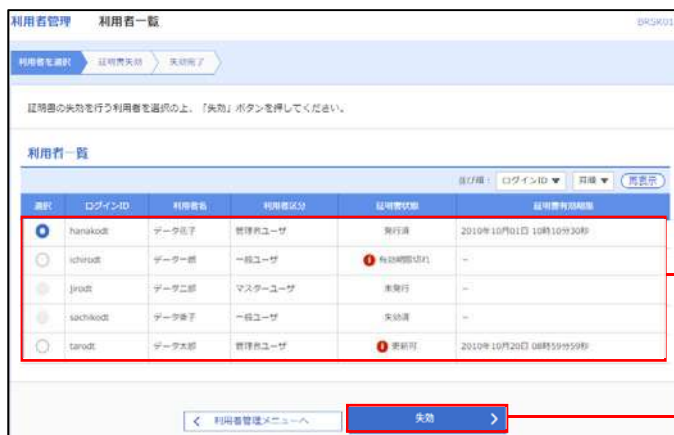 利用者管理 利用者一覧 BRSK01
利用者を選択 証明書失効 失効完了
証明書の失効を行う利用者を選択の上、「失効」ボタンを押してください。
利用者一覧
並び順： ログインID ▼ 昇順 ▼ 再表示
選択 ログインID 利用者名 利用者区分 証明書状態 証明書有効期限
hanakodt データ花子 管理者ユーザ 発行済 2010年10月01日 10時10分30秒
ichirodt データ一郎 一般ユーザ 有効期限切れ －
jirodt データ二郎 マスターユーザ 未発行 －
sachikodt データ幸子 一般ユーザ 失効済 －
tarodt データ太郎 管理者ユーザ 更新可 2010年10月20日 08時59分59秒
利用者管理メニューへ 失効